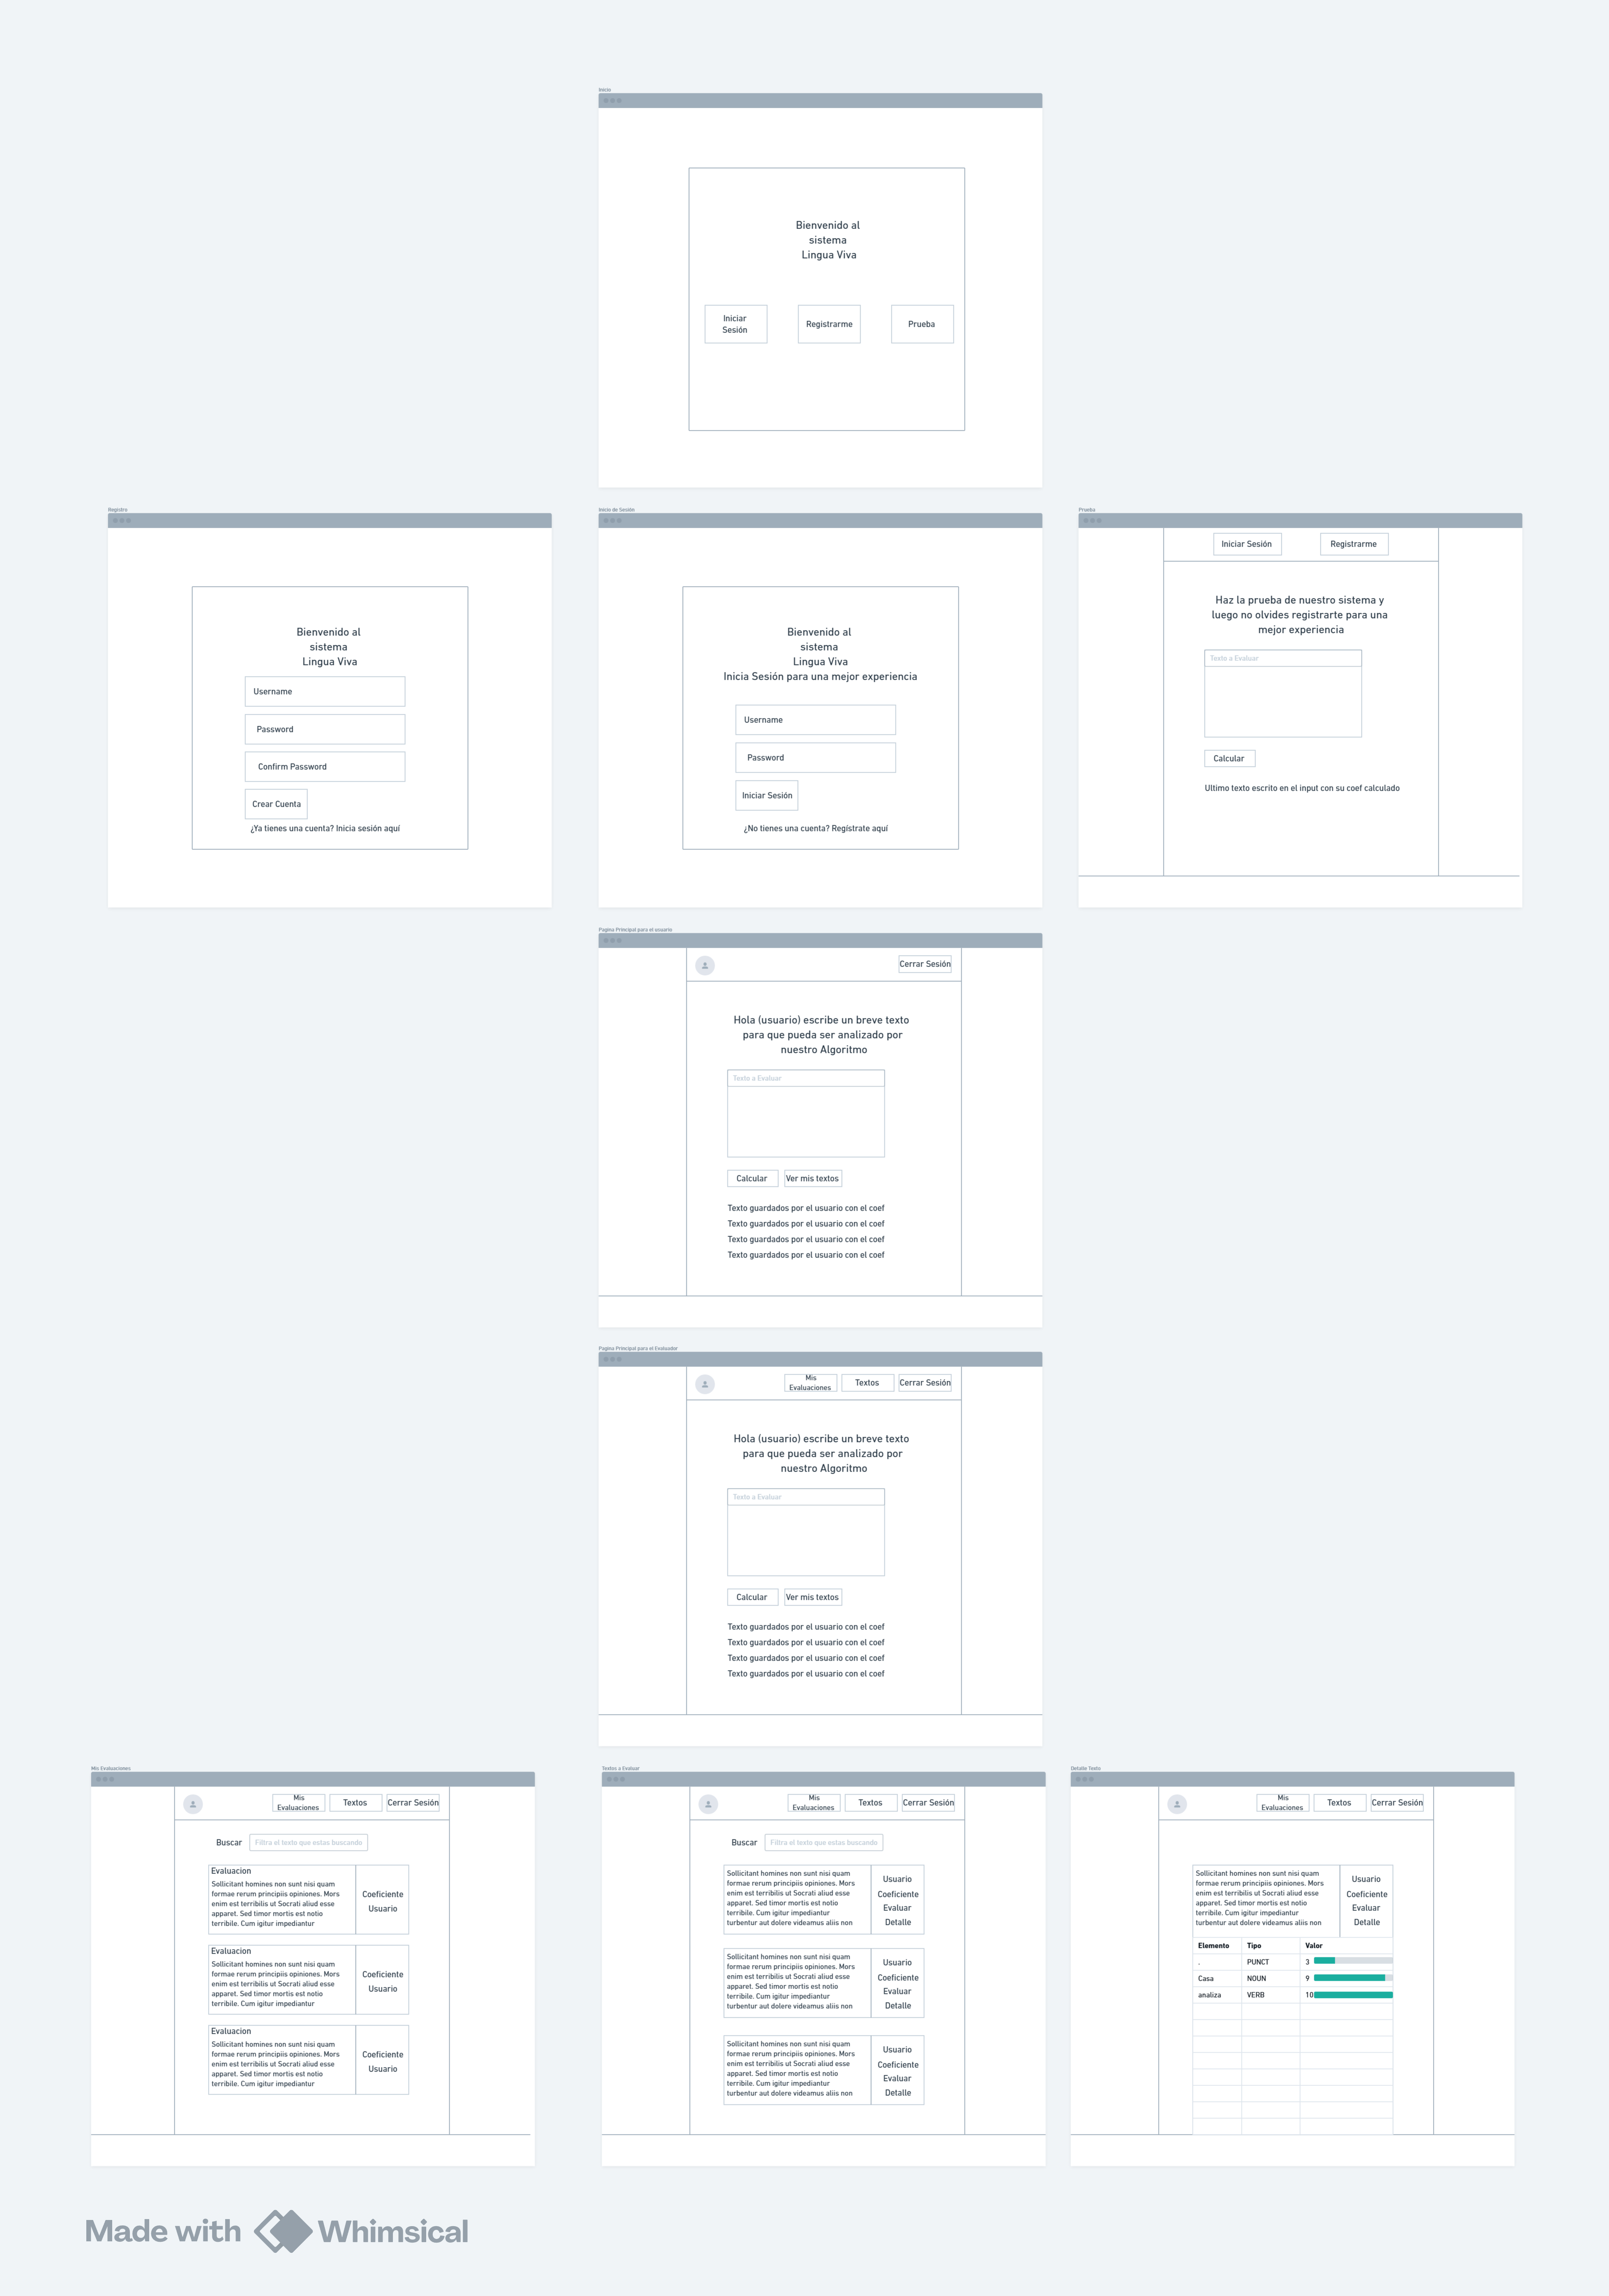 Inicio
Bienvenido al
sistema
Lingua Viva
Iniciar
Sesión
Registrarme
Prueba
Registro
Bienvenido al
sistema
Lingua Viva
Username
Password
Confirm Password
Crear Cuenta
¿Ya tienes una cuenta? Inicia sesión aquí
Inicio de Sesión
Bienvenido al
sistema
Lingua Viva
Inicia Sesión para una mejor experiencia
Username
Password
Iniciar Sesión
¿No tienes una cuenta? Regístrate aquí
Prueba
Iniciar Sesión
Registrarme
Haz la prueba de nuestro sistema y
luego no olvides registrarte para una
mejor experiencia
Texto a Evaluar
Calcular
Ultimo texto escrito en el input con su coef calculado
Pagina Principal para el usuario
Cerrar Sesión
Hola (usuario) escribe un breve texto
para que pueda ser analizado por
nuestro Algoritmo
Texto a Evaluar
Calcular
Ver mis textos
Texto guardados por el usuario con el coef
Texto guardados por el usuario con el coef
Texto guardados por el usuario con el coef
Texto guardados por el usuario con el coef
Pagina Principal para el Evaluador
Mis
Evaluaciones
Textos
Cerrar Sesión
Hola (usuario) escribe un breve texto
para que pueda ser analizado por
nuestro Algoritmo
Texto a Evaluar
Calcular
Ver mis textos
Texto guardados por el usuario con el coef
Texto guardados por el usuario con el coef
Texto guardados por el usuario con el coef
Texto guardados por el usuario con el coef
Mis Evaluaciones
Mis
Evaluaciones
Textos
Cerrar Sesión
Buscar
Filtra el texto que estas buscando
Evaluacion
Sollicitant homines non sunt nisi quam
formae rerum principiis opiniones. Mors
enim est terribilis ut Socrati aliud esse
apparet. Sed timor mortis est notio
terribile. Cum igitur impediantur
Coeficiente
Usuario
Evaluacion
Sollicitant homines non sunt nisi quam
formae rerum principiis opiniones. Mors
enim est terribilis ut Socrati aliud esse
apparet. Sed timor mortis est notio
terribile. Cum igitur impediantur
Coeficiente
Usuario
Evaluacion
Sollicitant homines non sunt nisi quam
formae rerum principiis opiniones. Mors
enim est terribilis ut Socrati aliud esse
apparet. Sed timor mortis est notio
terribile. Cum igitur impediantur
Coeficiente
Usuario
Textos a Evaluar
Mis
Evaluaciones
Textos
Cerrar Sesión
Buscar
Filtra el texto que estas buscando
Sollicitant homines non sunt nisi quam
formae rerum principiis opiniones. Mors
enim est terribilis ut Socrati aliud esse
apparet. Sed timor mortis est notio
terribile. Cum igitur impediantur
turbentur aut dolere videamus aliis non
Usuario
Coeficiente
Evaluar
Detalle
Sollicitant homines non sunt nisi quam
formae rerum principiis opiniones. Mors
enim est terribilis ut Socrati aliud esse
apparet. Sed timor mortis est notio
terribile. Cum igitur impediantur
turbentur aut dolere videamus aliis non
Usuario
Coeficiente
Evaluar
Detalle
Sollicitant homines non sunt nisi quam
formae rerum principiis opiniones. Mors
enim est terribilis ut Socrati aliud esse
apparet. Sed timor mortis est notio
terribile. Cum igitur impediantur
turbentur aut dolere videamus aliis non
Usuario
Coeficiente
Evaluar
Detalle
Detalle Texto
Mis
Evaluaciones
Textos
Cerrar Sesión
Sollicitant homines non sunt nisi quam
formae rerum principiis opiniones. Mors
enim est terribilis ut Socrati aliud esse
apparet. Sed timor mortis est notio
terribile. Cum igitur impediantur
turbentur aut dolere videamus aliis non
Usuario
Coeficiente
Evaluar
Detalle
Elemento Tipo Valor
. PUNCT 3
Casa NOUN 9
analiza VERB 10
Made with Whimsical